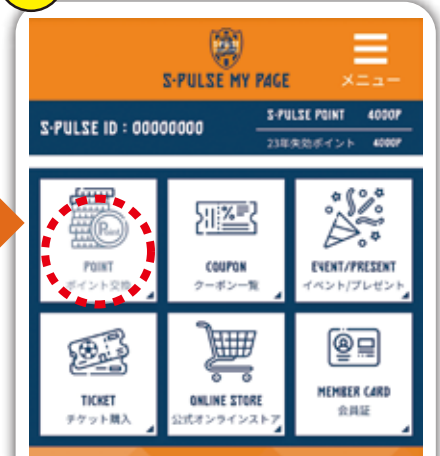 S-PULSE MY PAGE
メニュー
S-PULSE ID : 00000000
S-PULSE POINT 4000P
23年失効ポイント 4000P
POINT
ポイント交換
COUPON
クーポン一覧
EVENT/PRESENT
イベント/プレゼント
TICKET
チケット購入
ONLINE STORE
公式オンラインストア
MEMBER CARD
会員証